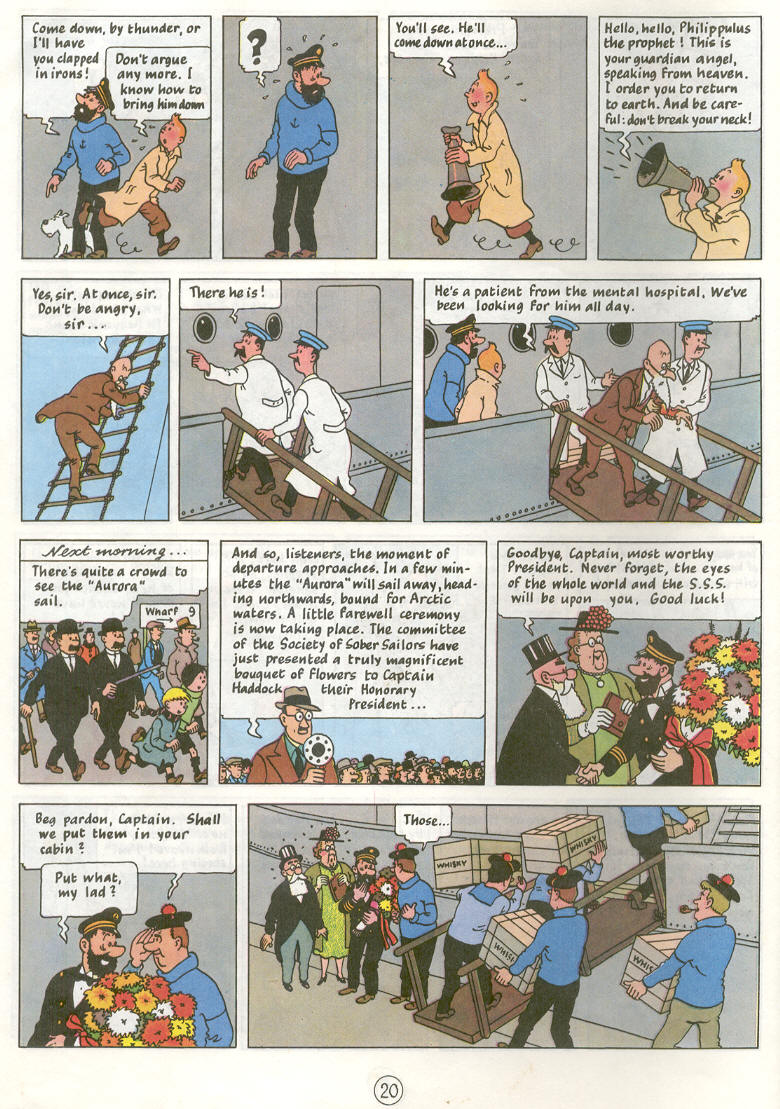 Come down, by thunder, or
I'll have
you clapped
in irons!
Don't argue
any more. I
know how to
bring him down
?
You'll see. He'll
come down at once...
Hello, hello, Philippulus
the prophet! This is
your guardian angel,
speaking from heaven.
I order you to return
to earth. And be care-
ful: don't break your neck!
Yes, sir. At once, sir.
Don't be angry,
sir...
There he is!
He's a patient from the mental hospital. We've
been looking for him all day.
Next morning...
There's quite a crowd to
see the "Aurora"
sail.
Wharf 9
And so, listeners, the moment of
departure approaches. In a few min-
utes the "Aurora" will sail away, head-
ing northwards, bound for Arctic
waters. A little farewell ceremony
is now taking place. The committee
of the Society of Sober Sailors have
just presented a truly magnificent
bouquet of flowers to Captain
Haddock their Honorary
President...
Goodbye, Captain, most worthy
President. Never forget, the eyes
of the whole world and the S.S.S.
will be upon you. Good luck!
Beg pardon, Captain. Shall
we put them in your
cabin?
Put what,
my lad?
Those...
WHISKY
WHISKY
WHISK
WHISK
20